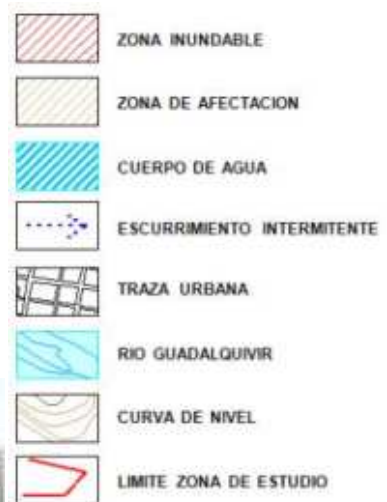 ZONA INUNDABLE
ZONA DE AFECTACION
CUERPO DE AGUA
ESCURRIMIENTO INTERMITENTE
TRAZA URBANA
RIO GUADALQUIVIR
CURVA DE NIVEL
LIMITE ZONA DE ESTUDIO